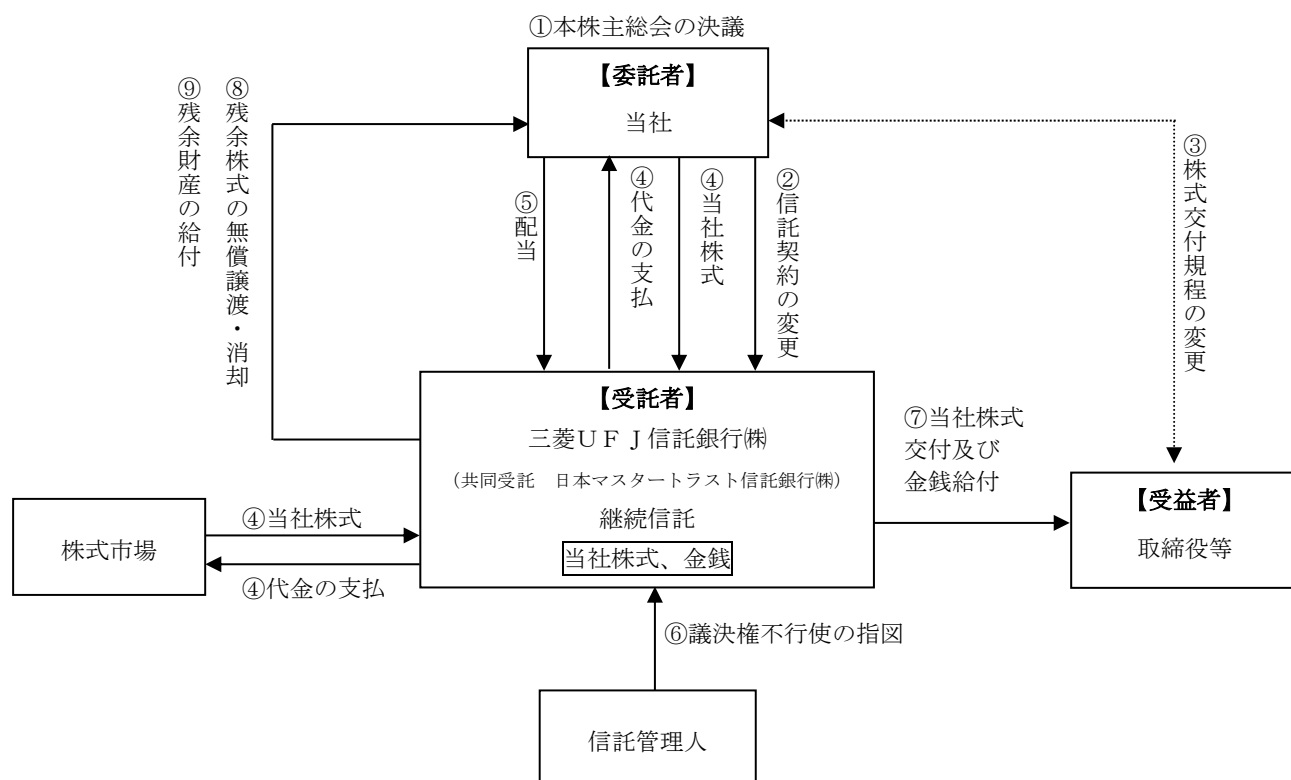 ①本株主総会の決議
【委託者】
当社
⑨残余財産の給付
⑧残余株式の無償譲渡・消却
⑤配当
④代金の支払
④当社株式
②信託契約の変更
③株式交付規程の変更
【受託者】
三菱ＵＦＪ信託銀行㈱
（共同受託　日本マスタートラスト信託銀行㈱）
継続信託
当社株式、金銭
⑦当社株式
交付及び
金銭給付
【受益者】
取締役等
株式市場
④当社株式
④代金の支払
⑥議決権不行使の指図
信託管理人